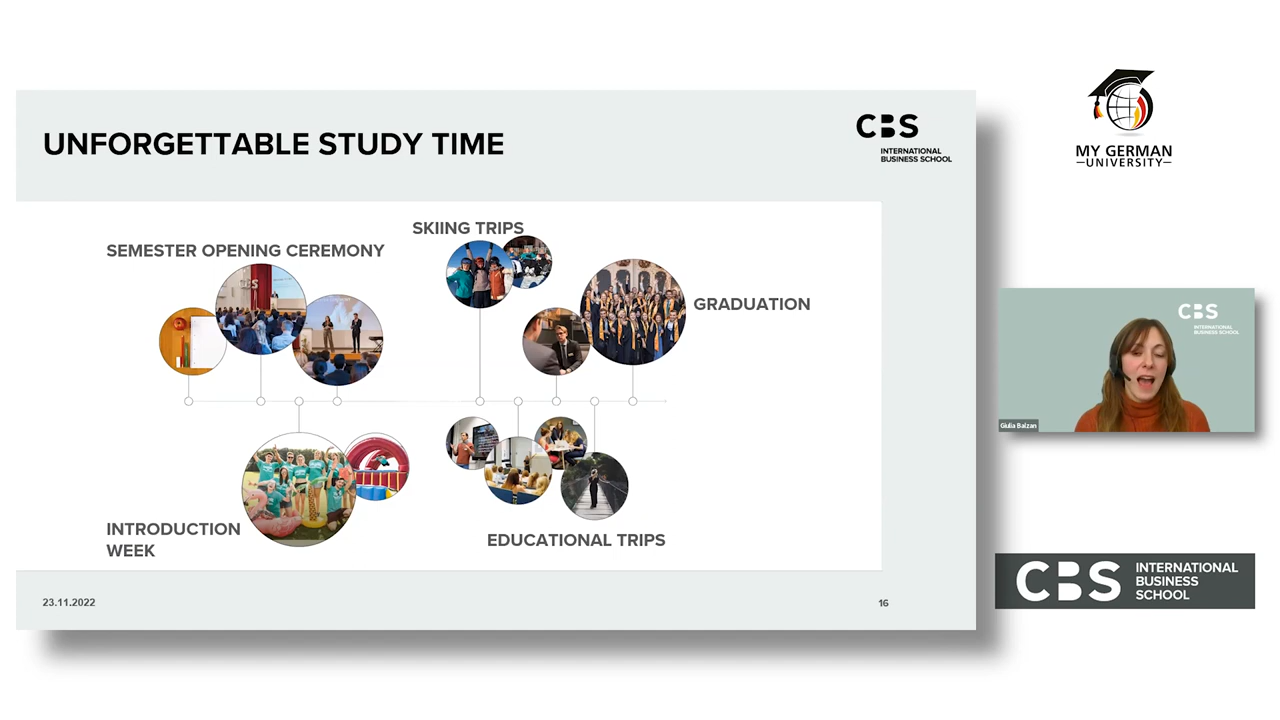 UNFORGETTABLE STUDY TIME
CBS
INTERNATIONAL
BUSINESS SCHOOL
SEMESTER OPENING CEREMONY
SKIING TRIPS
GRADUATION
INTRODUCTION
WEEK
EDUCATIONAL TRIPS
23.11.2022
16
MY GERMAN
UNIVERSITY
CBS
INTERNATIONAL
BUSINESS SCHOOL
Giulia Balzan
CBS
INTERNATIONAL
BUSINESS
SCHOOL